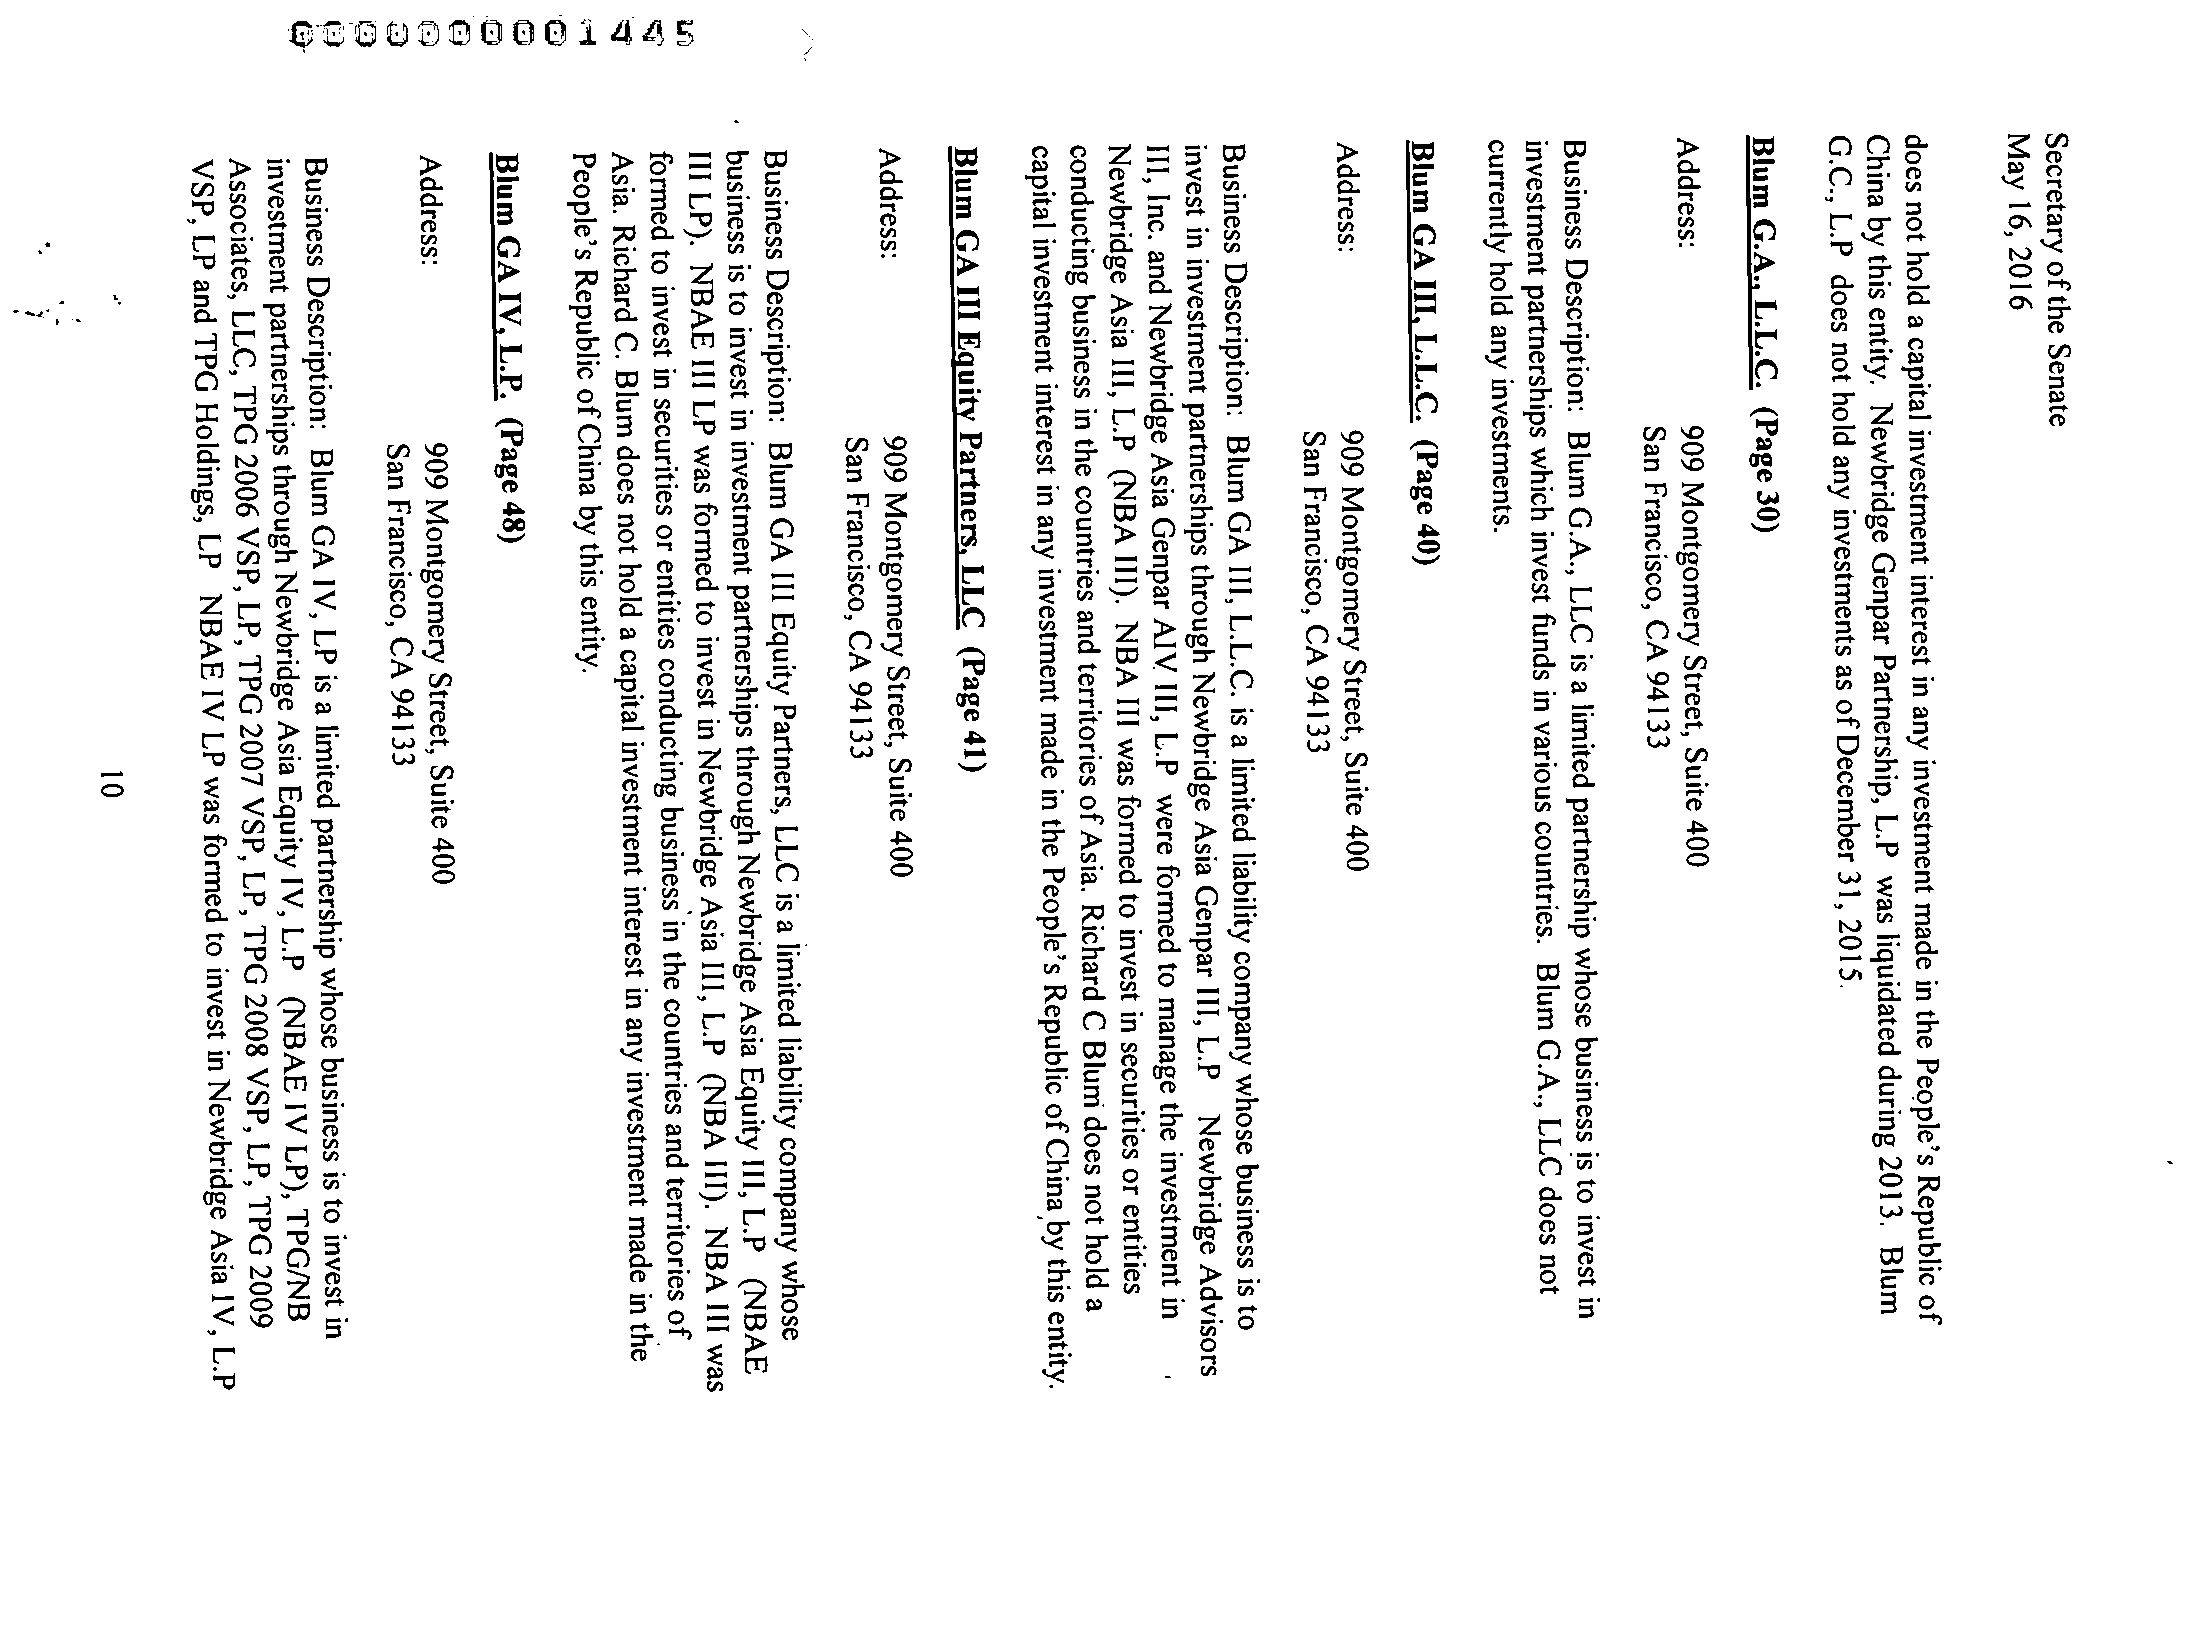 Secretary of the Senate
May 16, 2016
does not hold a capital investment interest in any investment made in the People's Republic of
China by this entity. Newbridge Genpar Partnership, L.P was liquidated during 2013. Blum
G.C., L.P does not hold any investments as of December 31, 2015.
Blum G.A., L.L.C. (Page 30)
Address: 909 Montgomery Street, Suite 400
San Francisco, CA 94133
Business Description: Blum G.A., LLC is a limited partnership whose business is to invest in
investment partnerships which invest funds in various countries. Blum G.A., LLC does not
currently hold any investments.
Blum GA III, L.L.C. (Page 40)
Address: 909 Montgomery Street, Suite 400
San Francisco, CA 94133
Business Description: Blum GA III, L.L.C. is a limited liability company whose business is to
invest in investment partnerships through Newbridge Asia Genpar III, L.P Newbridge Advisors
III, Inc. and Newbridge Asia Genpar AIV III, L.P were formed to manage the investment in
Newbridge Asia III, L.P (NBA III). NBA III was formed to invest in securities or entities
conducting business in the countries and territories of Asia. Richard C Blum does not hold a
capital investment interest in any investment made in the People's Republic of China by this entity.
Blum GA III Equity Partners, LLC (Page 41)
Address: 909 Montgomery Street, Suite 400
San Francisco, CA 94133
Business Description: Blum GA III Equity Partners, LLC is a limited liability company whose
business is to invest in investment partnerships through Newbridge Asia Equity III, L.P (NBAE
III LP). NBAE III LP was formed to invest in Newbridge Asia III, L.P (NBA III). NBA III was
formed to invest in securities or entities conducting business in the countries and territories of
Asia. Richard C. Blum does not hold a capital investment interest in any investment made in the
People's Republic of China by this entity.
Blum GA IV, L.P. (Page 48)
Address: 909 Montgomery Street, Suite 400
San Francisco, CA 94133
Business Description: Blum GA IV, LP is a limited partnership whose business is to invest in
investment partnerships through Newbridge Asia Equity IV, L.P (NBAE IV LP), TPG/NB
Associates, LLC, TPG 2006 VSP, LP, TPG 2007 VSP, LP, TPG 2008 VSP, LP, TPG 2009
VSP, LP and TPG Holdings, LP NBAE IV LP was formed to invest in Newbridge Asia IV, L.P
10
0000000001445